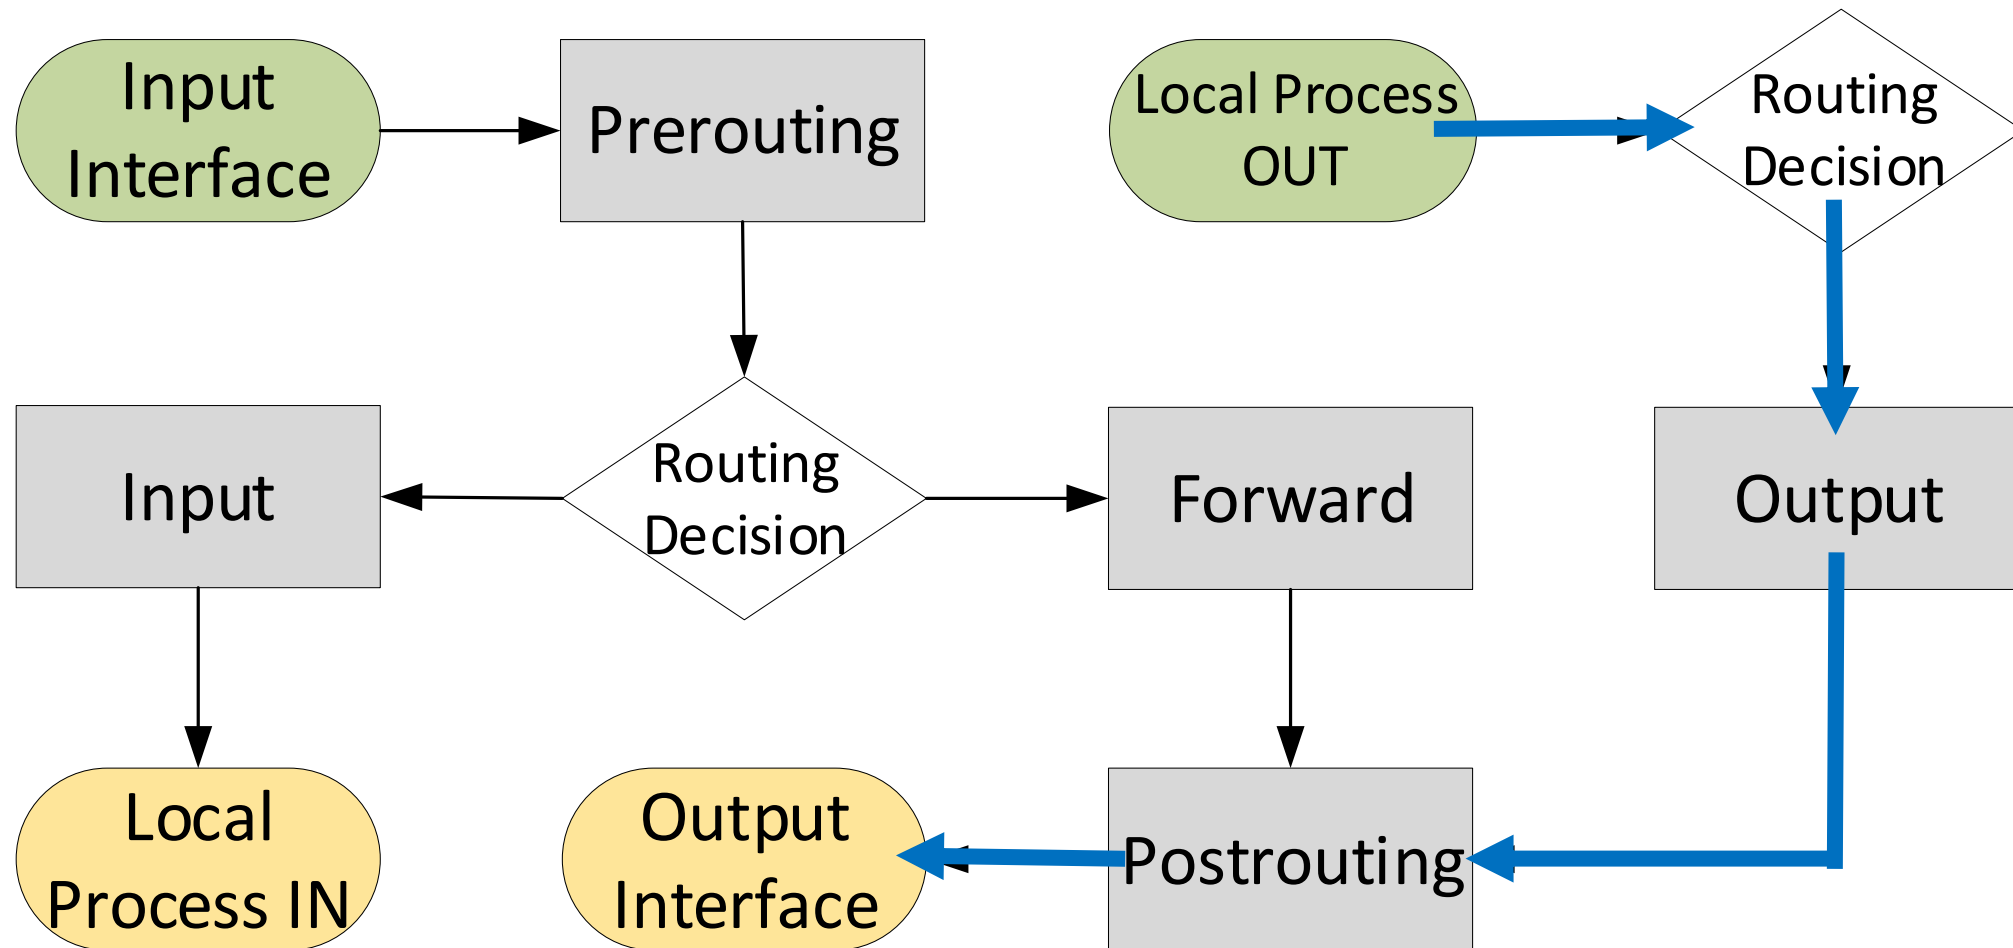 Input
Interface
Prerouting
Local Process
OUT
Routing
Decision
Input
Routing
Decision
Forward
Output
Local
Process IN
Output
Interface
Postrouting